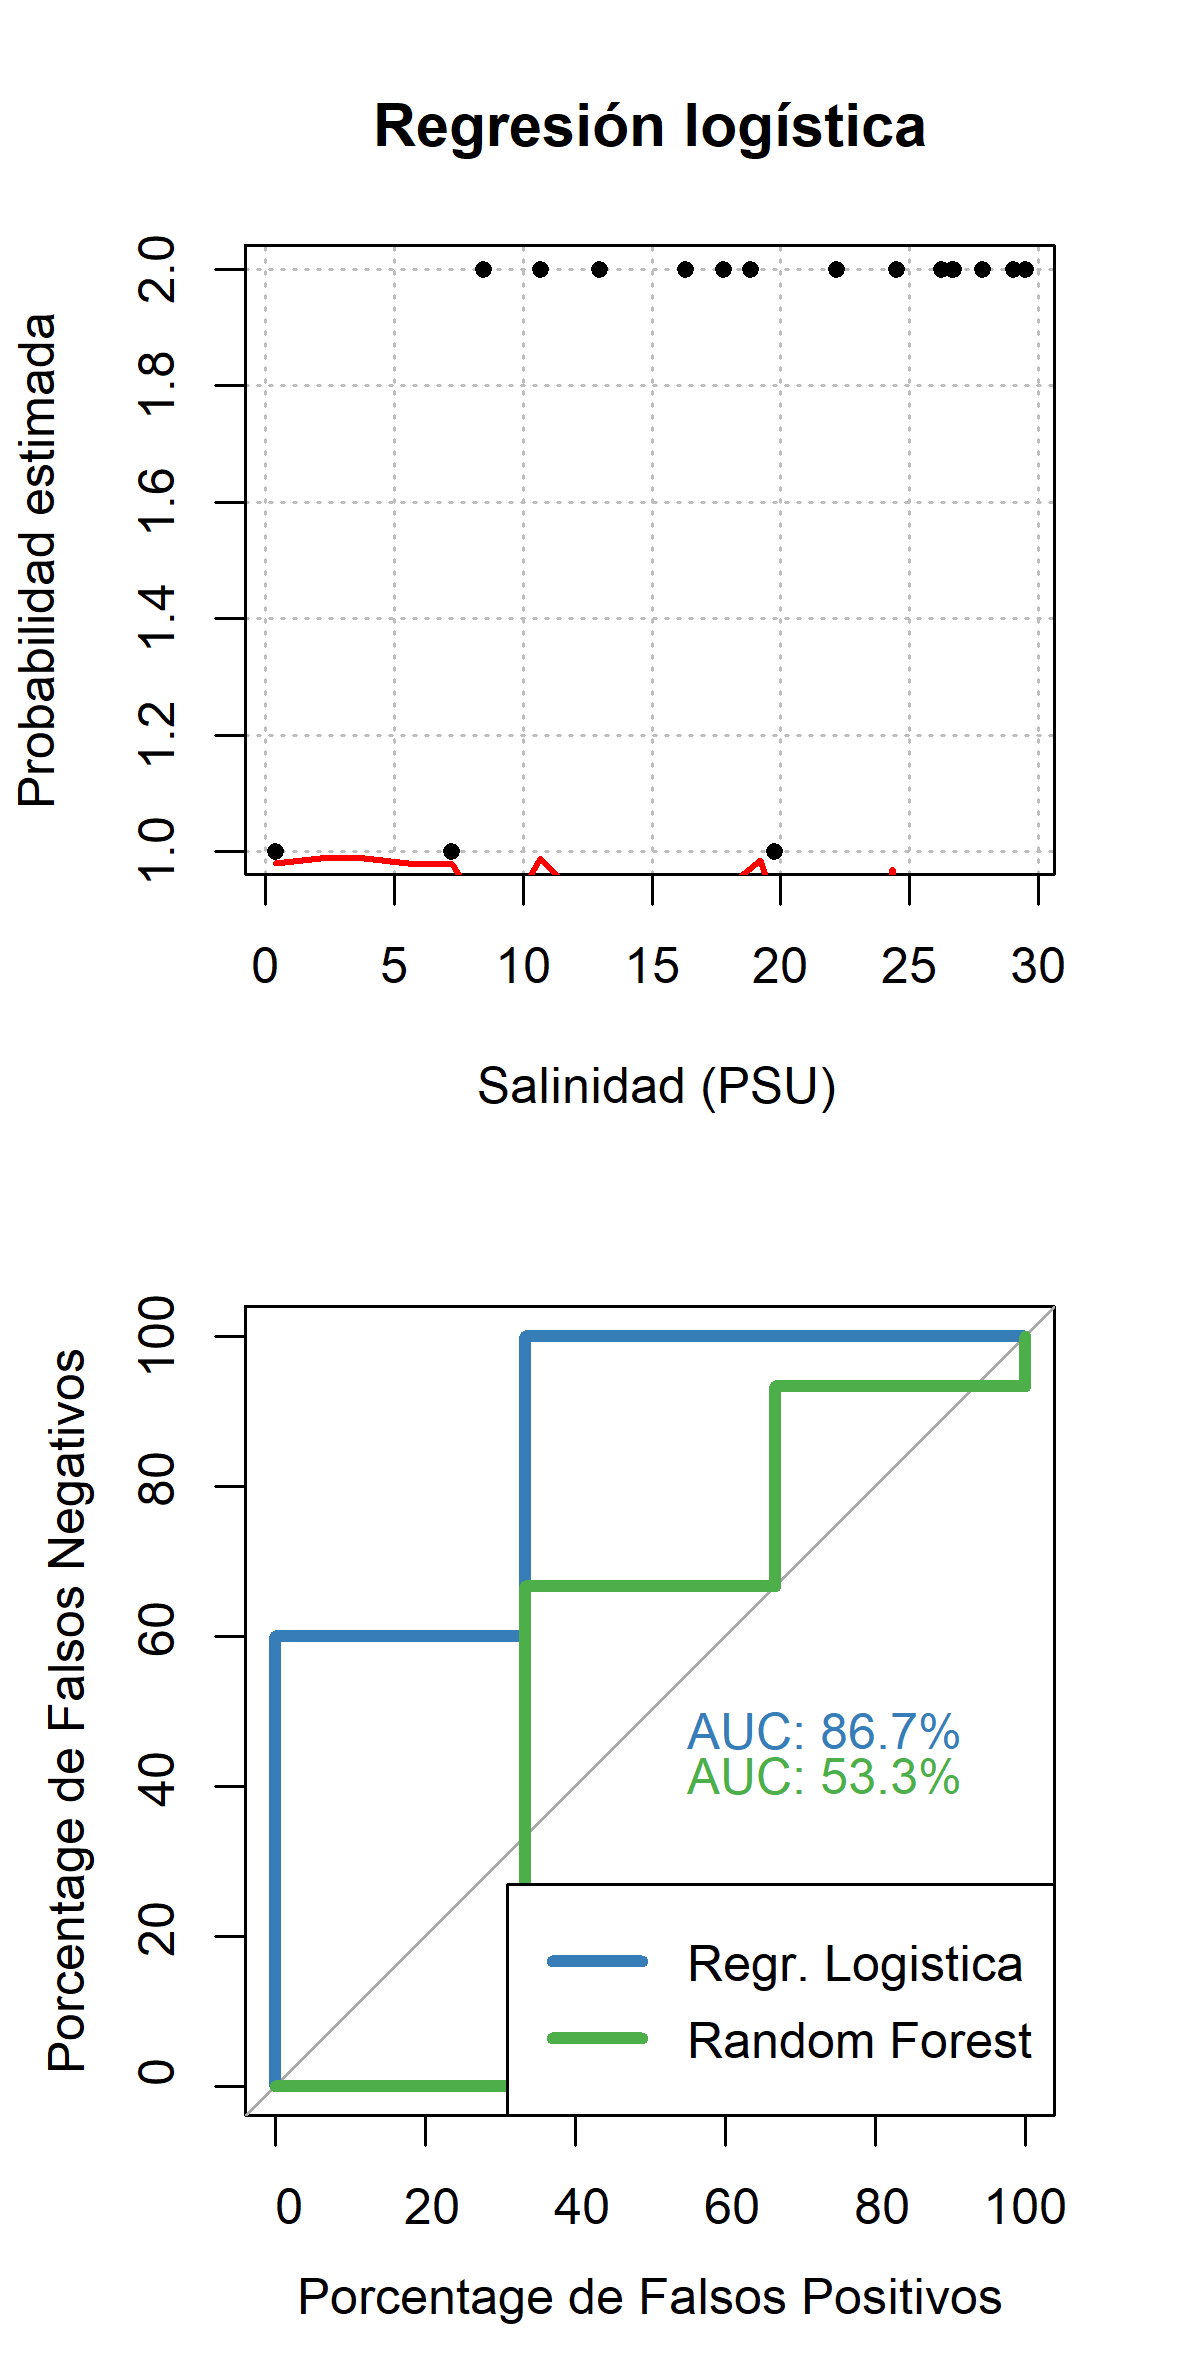 Regresión logística
Probabilidad estimada
2.0
1.8
1.6
1.4
1.2
1.0
0 5 10 15 20 25 30
Salinidad (PSU)
Porcentage de Falsos Negativos
100
80
60
40
20
0
AUC: 86.7%
AUC: 53.3%
Regr. Logistica
Random Forest
0 20 40 60 80 100
Porcentage de Falsos Positivos